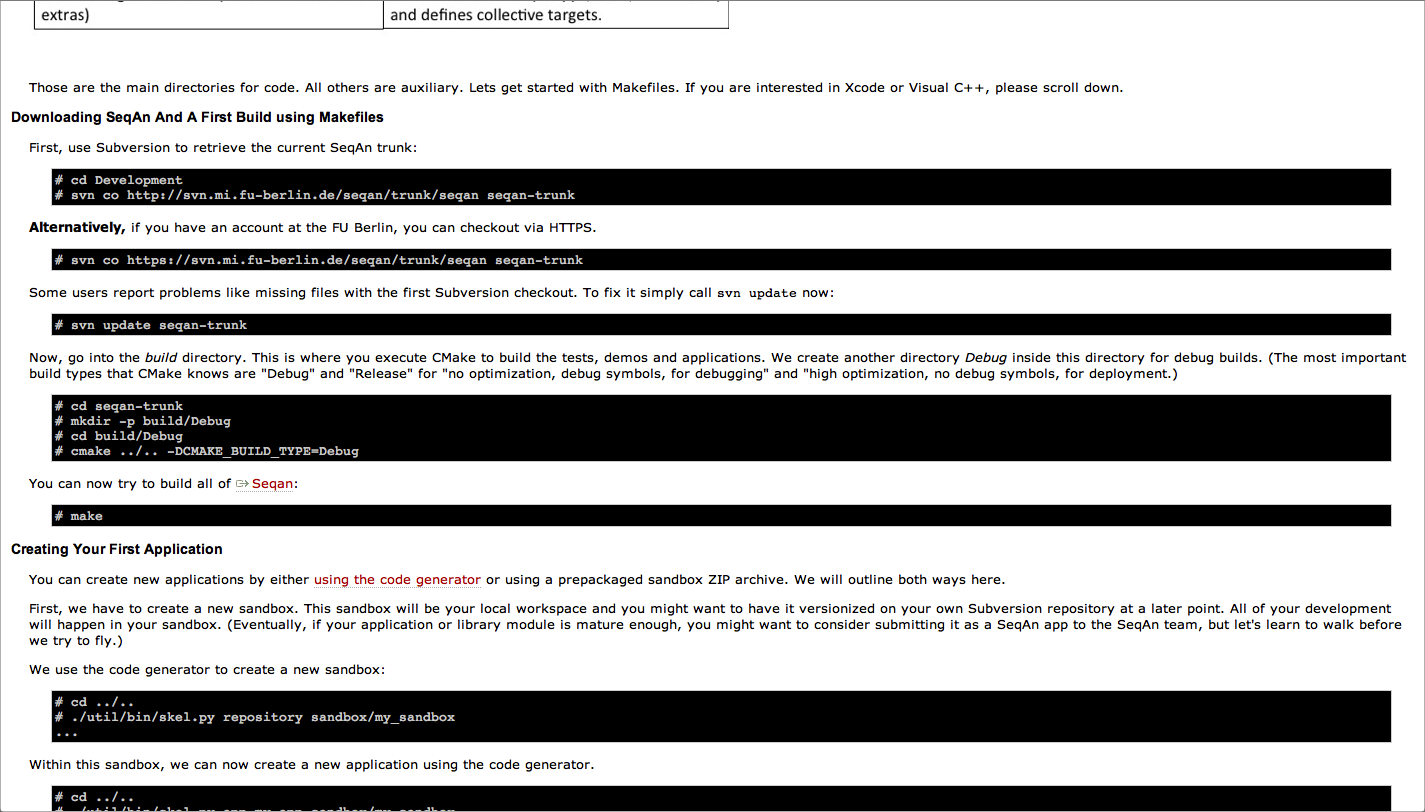 extras)
and defines collective targets.
Those are the main directories for code. All others are auxiliary. Lets get started with Makefiles. If you are interested in Xcode or Visual C++, please scroll down.
Downloading SeqAn And A First Build using Makefiles
First, use Subversion to retrieve the current SeqAn trunk:
# cd Development
# svn co http://svn.mi.fu-berlin.de/seqan/trunk/seqan seqan-trunk
Alternatively, if you have an account at the FU Berlin, you can checkout via HTTPS.
# svn co https://svn.mi.fu-berlin.de/seqan/trunk/seqan seqan-trunk
Some users report problems like missing files with the first Subversion checkout. To fix it simply call svn update now:
# svn update seqan-trunk
Now, go into the build directory. This is where you execute CMake to build the tests, demos and applications. We create another directory Debug inside this directory for debug builds. (The most important
build types that CMake knows are "Debug" and "Release" for "no optimization, debug symbols, for debugging" and "high optimization, no debug symbols, for deployment.)
# cd seqan-trunk
# mkdir -p build/Debug
# cd build/Debug
# cmake ../.. -DCMAKE_BUILD_TYPE=Debug
You can now try to build all of Seqan:
# make
Creating Your First Application
You can create new applications by either using the code generator or using a prepackaged sandbox ZIP archive. We will outline both ways here.
First, we have to create a new sandbox. This sandbox will be your local workspace and you might want to have it versionized on your own Subversion repository at a later point. All of your development
will happen in your sandbox. (Eventually, if your application or library module is mature enough, you might want to consider submitting it as a SeqAn app to the SeqAn team, but let's learn to walk before
we try to fly.)
We use the code generator to create a new sandbox:
# cd ../..
# ./util/bin/skel.py repository sandbox/my_sandbox
...
Within this sandbox, we can now create a new application using the code generator.
# cd ../..
# ./util/bin/skel.py app my_app sandbox/my_sandbox